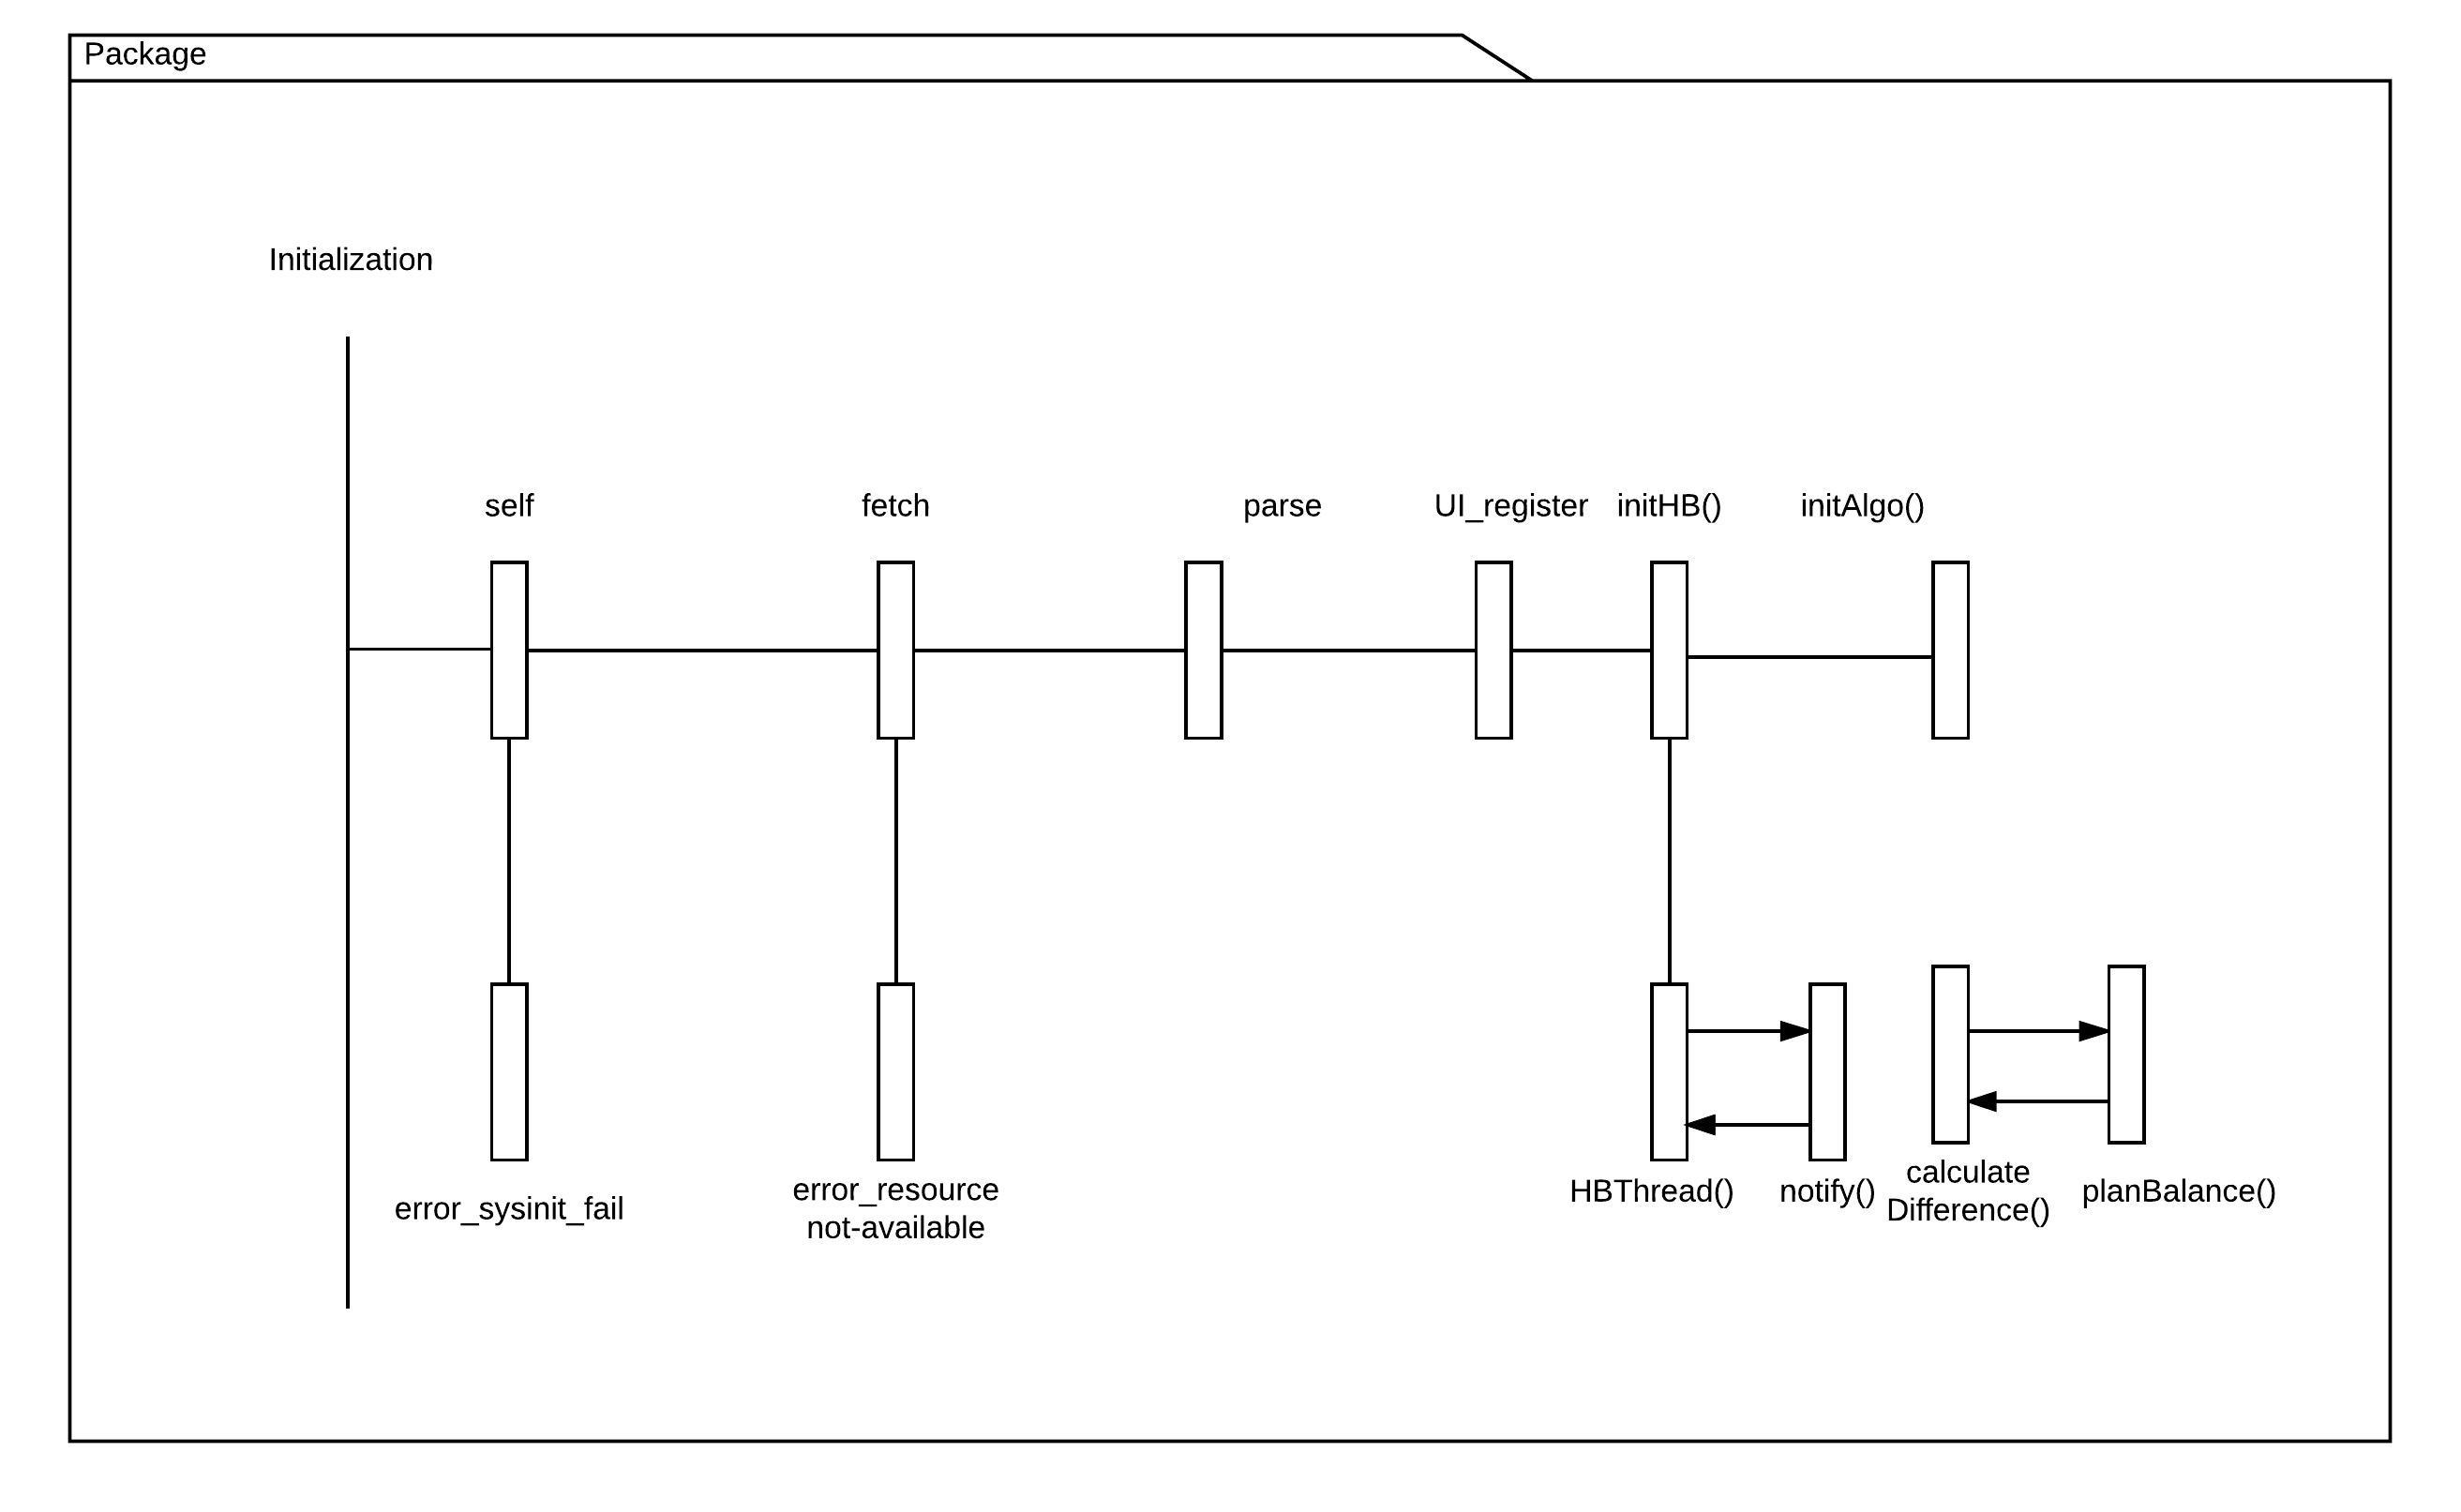 Package
Initialization
self
fetch
parse
UI_register
initHB()
initAlgo()
error_sysinit_fail
error_resource
not-available
HBThread()
notify()
calculate
Difference()
planBalance()